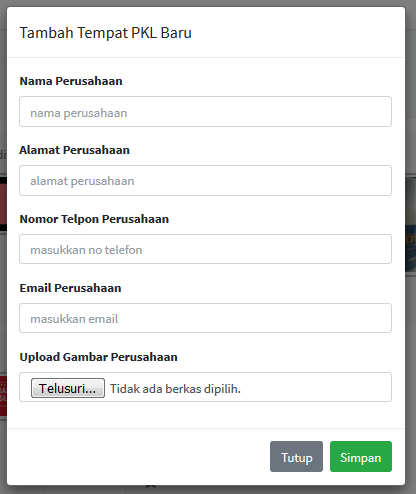 Tambah Tempat PKL Baru
Nama Perusahaan
nama perusahaan
Alamat Perusahaan
alamat perusahaan
Nomor Telpon Perusahaan
masukkan no telefon
Email Perusahaan
masukkan email
Upload Gambar Perusahaan
Telusuri... Tidak ada berkas dipilih.
Tutup Simpan